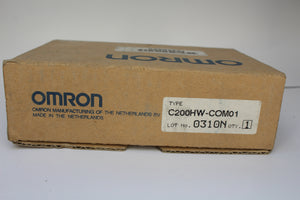 OMRON
OMRON
OMRON MANUFACTURING OF THE NETHERLANDS B.V.
MADE IN THE NETHERLANDS
TYPE
C200HW-COM01
LOT No. 0310N QTY. 1